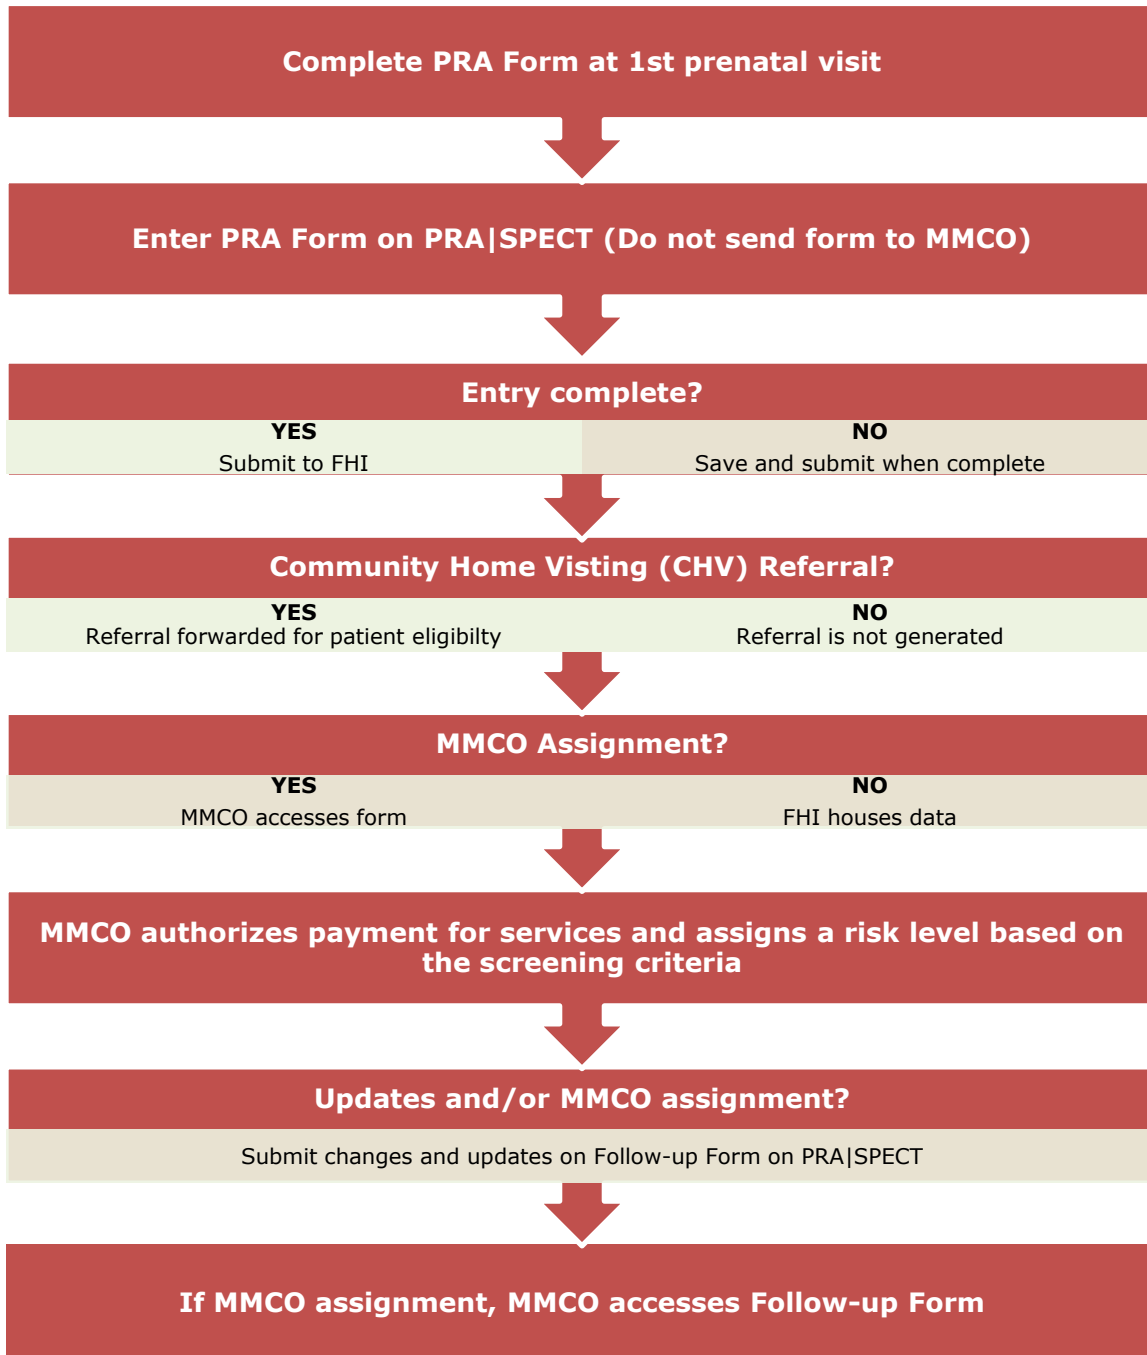 Complete PRA Form at 1st prenatal visit
Enter PRA Form on PRA|SPECT (Do not send form to MMCO)
Entry complete?
YES
Submit to FHI
NO
Save and submit when complete
Community Home Visting (CHV) Referral?
YES
Referral forwarded for patient eligibilty
NO
Referral is not generated
MMCO Assignment?
YES
MMCO accesses form
NO
FHI houses data
MMCO authorizes payment for services and assigns a risk level based on
the screening criteria
Updates and/or MMCO assignment?
Submit changes and updates on Follow-up Form on PRA|SPECT
If MMCO assignment, MMCO accesses Follow-up Form